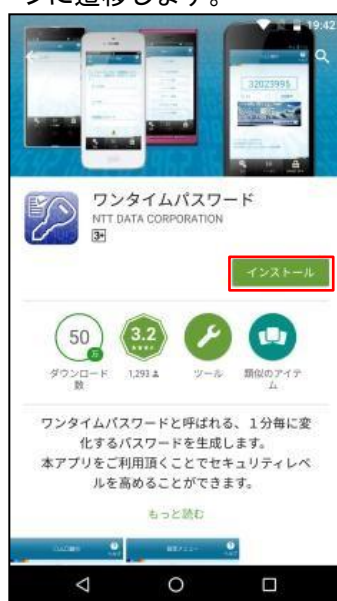 ジに遷移します。
19:42
32023995
ワンタイムパスワード
NTT DATA CORPORATION
3+
インストール
50
万
3.2
ダウンロード
数
1,293
ツール
類似のアイテ
ム
ワンタイムパスワードと呼ばれる、1分毎に変
化するパスワードを生成します。
本アプリをご利用頂くことでセキュリティレベ
ルを高めることができます。
もっと読む